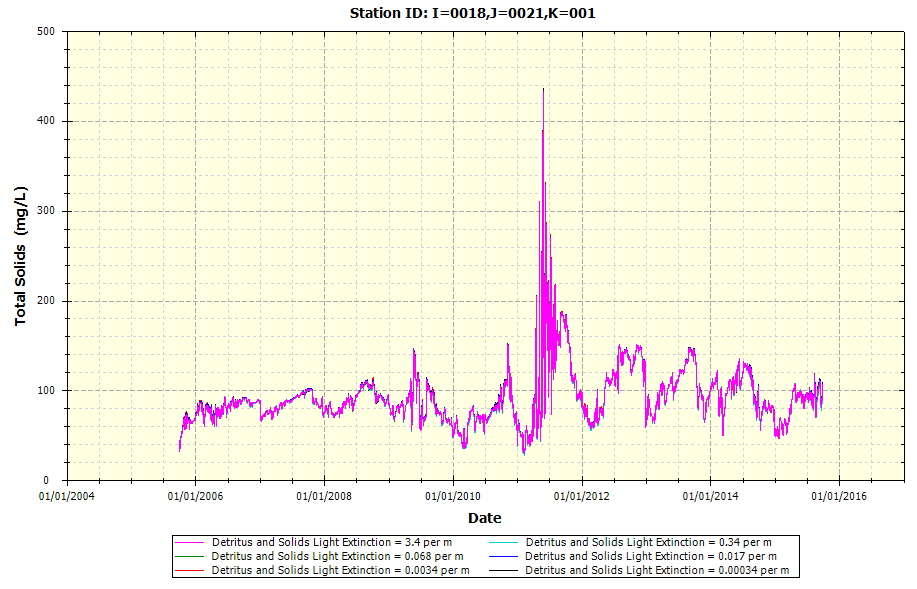 Station ID: I=0018,J=0021,K=001
500
400
300
200
100
0
Total Solids (mg/L)
01/01/2004 01/01/2006 01/01/2008 01/01/2010 01/01/2012 01/01/2014 01/01/2016
Date
Detritus and Solids Light Extinction = 3.4 per m Detritus and Solids Light Extinction = 0.34 per m
Detritus and Solids Light Extinction = 0.068 per m Detritus and Solids Light Extinction = 0.017 per m
Detritus and Solids Light Extinction = 0.0034 per m Detritus and Solids Light Extinction = 0.00034 per m